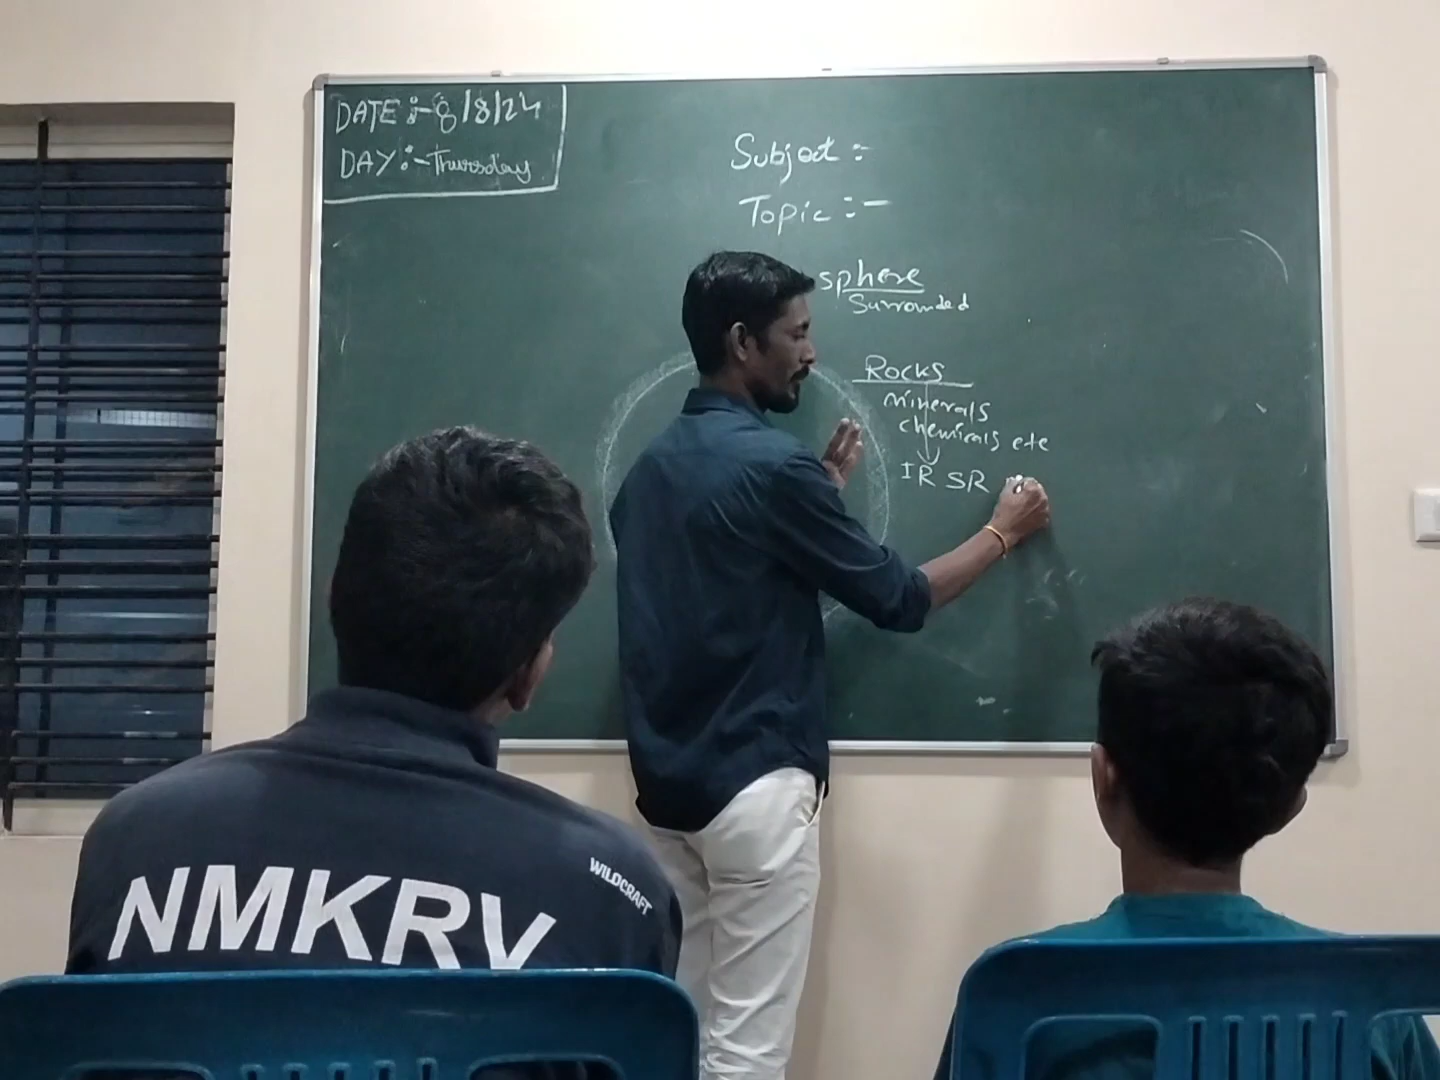 DATE :- 8/8/24
DAY :- Thursday
Subject :-
Topic :-
sphere
Surrounded
Rocks
minerals
chemicals etc
IR SR
WILDCRAFT
NMKRV